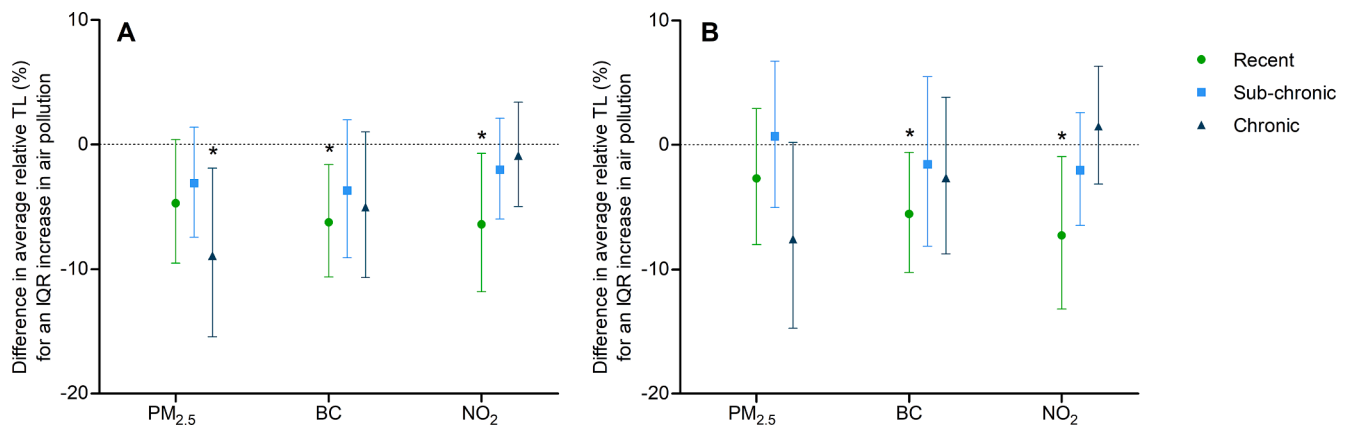 A
Difference in average relative TL (%)
for an IQR increase in air pollution
10
0
-10
-20
*
*
*
PM2.5
BC
NO2
B
Difference in average relative TL (%)
for an IQR increase in air pollution
10
0
-10
-20
*
*
PM2.5
BC
NO2
Recent
Sub-chronic
Chronic